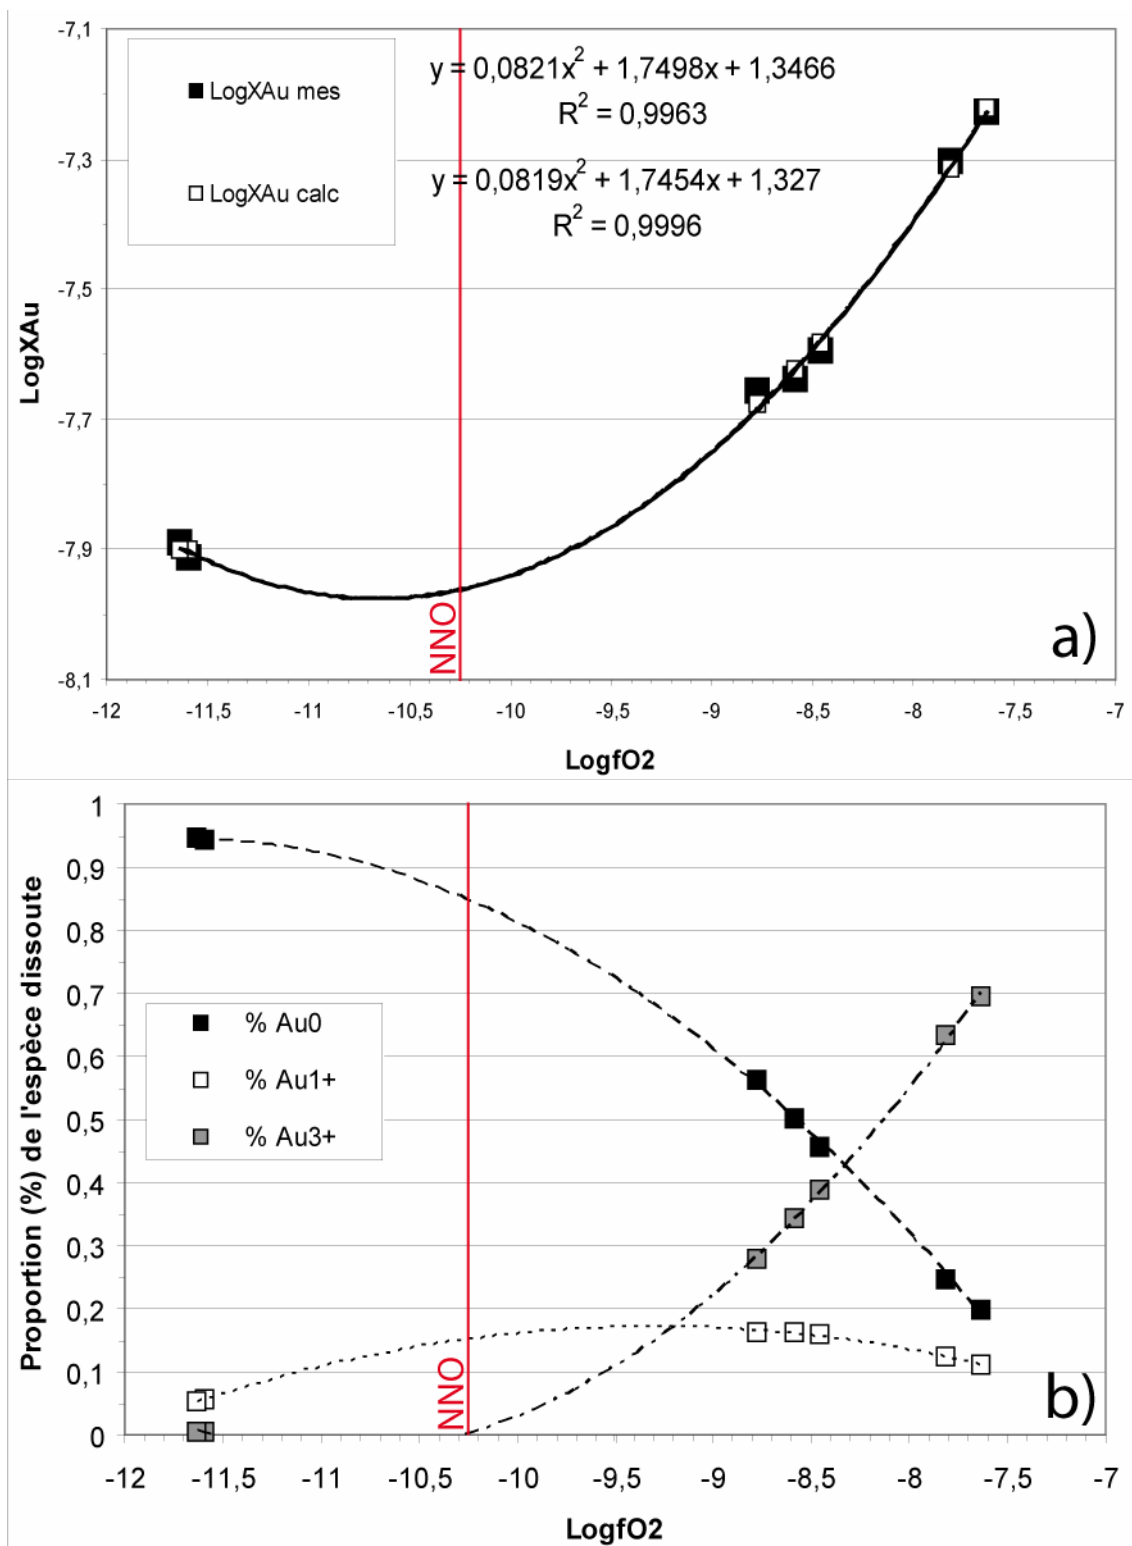 -7,1
-7,3
-7,5
-7,7
-7,9
-8,1
LogXAu
LogXAu mes
LogXAu calc
y = 0,0821x² + 1,7498x + 1,3466
R² = 0,9963
y = 0,0819x² + 1,7454x + 1,327
R² = 0,9996
NNO
a)
-12 -11,5 -11 -10,5 -10 -9,5 -9 -8,5 -8 -7,5 -7
LogfO2
1
0,9
0,8
0,7
0,6
0,5
0,4
0,3
0,2
0,1
0
Proportion (%) de l'espèce dissoute
% Au0
% Au1+
% Au3+
NNO
b)
-12 -11,5 -11 -10,5 -10 -9,5 -9 -8,5 -8 -7,5 -7
LogfO2